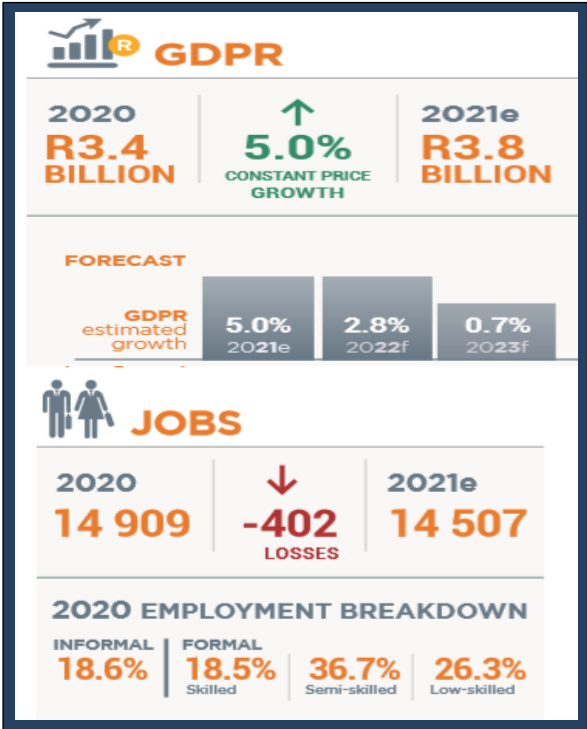 R GDPR
2020 2021e
R3.4 5.0% R3.8
BILLION CONSTANT PRICE BILLION
GROWTH
FORECAST
GDPR
estimated 5.0% 2.8% 0.7%
growth 2021e 2022f 2023f
JOBS
2020 2021e
14 909 -402 14 507
LOSSES
2020 EMPLOYMENT BREAKDOWN
INFORMAL FORMAL
18.6% 18.5% 36.7% 26.3%
Skilled Semi-skilled Low-skilled